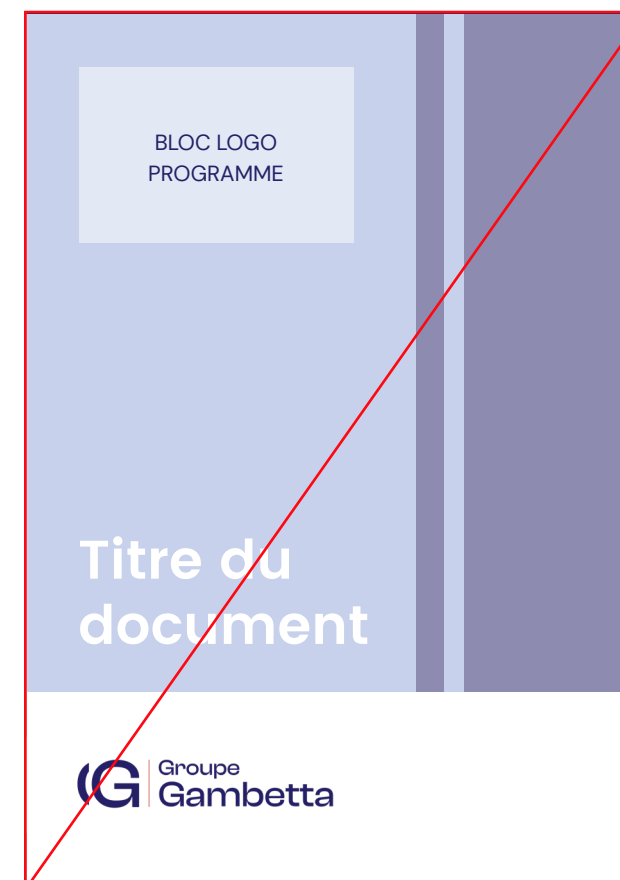 BLOC LOGO
PROGRAMME
Titre du
document
Groupe
Gambetta